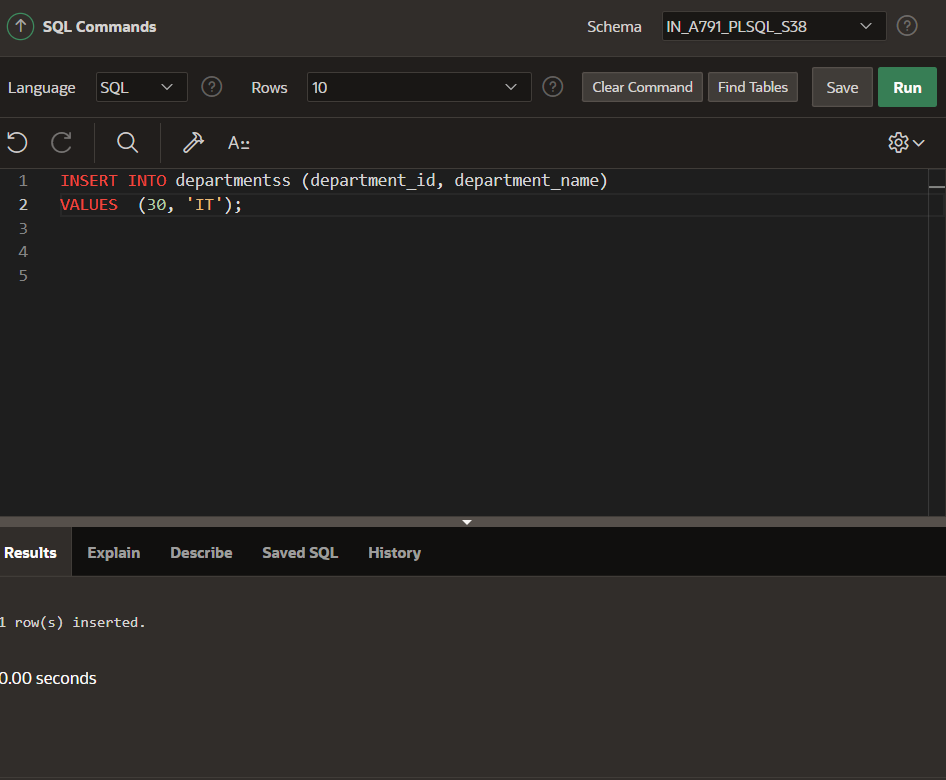 SQL Commands
Schema IN_A791_PLSQL_S38 ?
Language SQL ? Rows 10 ? Clear Command Find Tables Save Run
A::
1 INSERT INTO departmentss (department_id, department_name)
2 VALUES  (30, 'IT');
3
4
5
Results Explain Describe Saved SQL History
1 row(s) inserted.
0.00 seconds